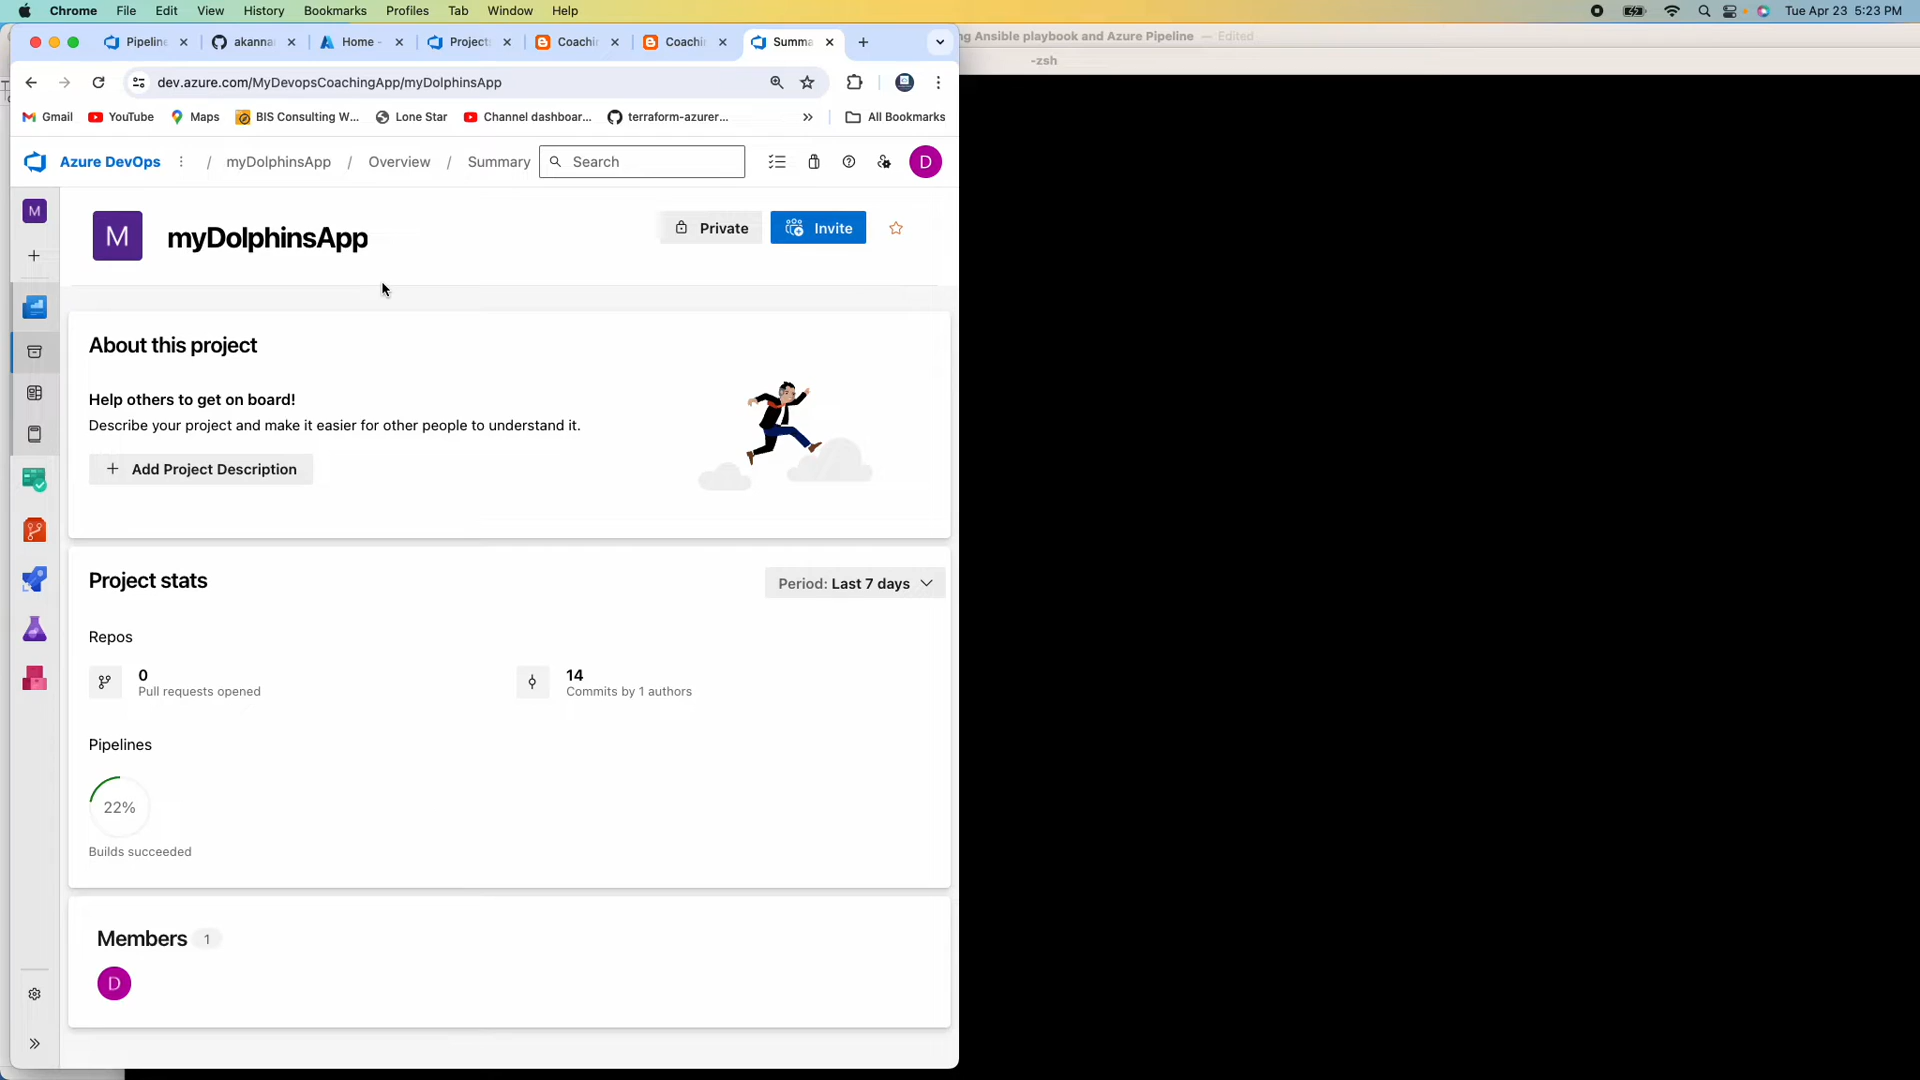 Chrome File Edit View History Bookmarks Profiles Tab Window Help Tue Apr 23 5:23 PM
Pipeline akanna Home - Project: Coachi Coachi Summa
ng Ansible playbook and Azure Pipeline — Edited
-zsh
dev.azure.com/MyDevopsCoachingApp/myDolphinsApp
Gmail YouTube Maps BIS Consulting W... Lone Star Channel dashboar... terraform-azurer... » All Bookmarks
Azure DevOps / myDolphinsApp / Overview / Summary Search D
M
M myDolphinsApp Private Invite
About this project
Help others to get on board!
Describe your project and make it easier for other people to understand it.
+ Add Project Description
Project stats Period: Last 7 days
Repos
0 14
Pull requests opened Commits by 1 authors
Pipelines
22%
Builds succeeded
Members 1
D